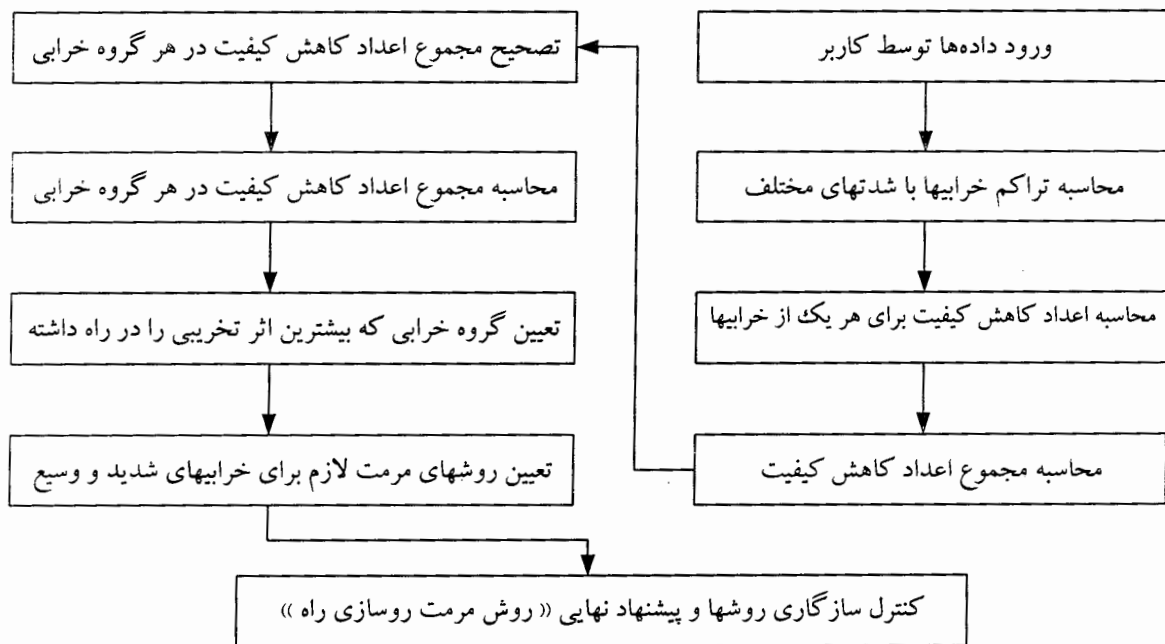 ورود داده‌ها توسط کاربر
محاسبه تراکم خرابیها با شدتهای مختلف
محاسبه اعداد کاهش کیفیت برای هر یک از خرابیها
محاسبه مجموع اعداد کاهش کیفیت
تصحیح مجموع اعداد کاهش کیفیت در هر گروه خرابی
محاسبه مجموع اعداد کاهش کیفیت در هر گروه خرابی
تعیین گروه خرابی که بیشترین اثر تخریبی را در راه داشته
تعیین روشهای مرمت لازم برای خرابیهای شدید و وسیع
کنترل سازگاری روشها و پیشنهاد نهایی « روش مرمت روسازی راه »